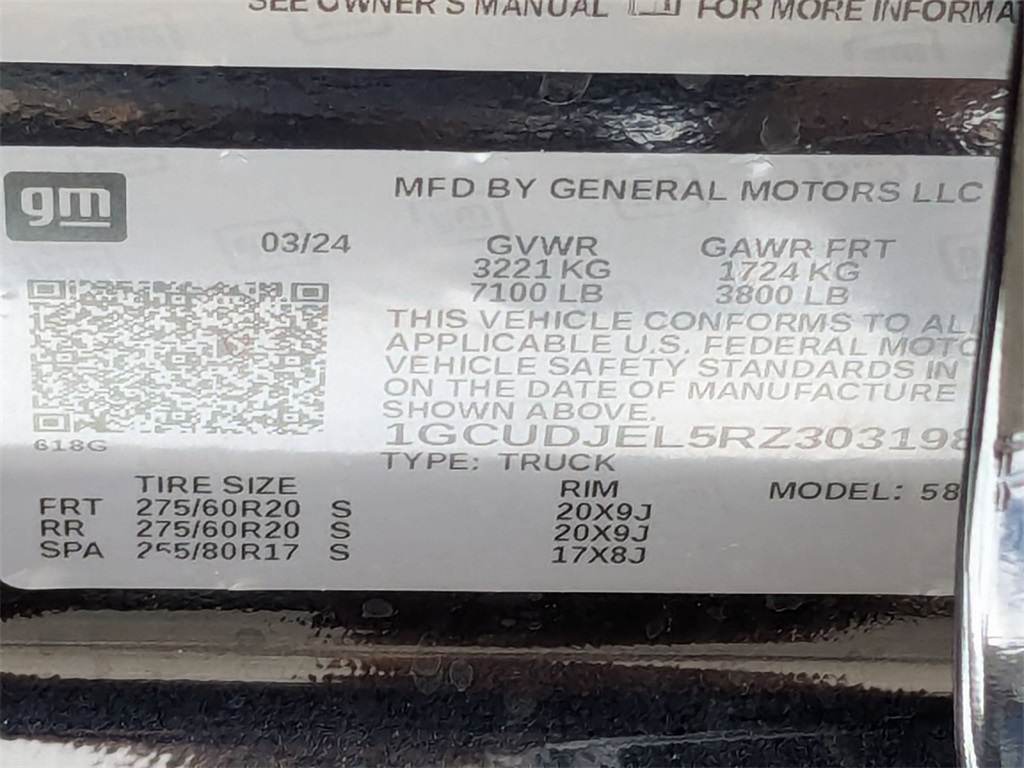 SEE OWNER'S MANUAL FOR MORE INFORMA
gm
MFD BY GENERAL MOTORS LLC
03/24
GVWR GAWR FRT
3221 KG 1724 KG
7100 LB 3800 LB
THIS VEHICLE CONFORMS TO ALL
APPLICABLE U.S. FEDERAL MOTO
VEHICLE SAFETY STANDARDS IN
ON THE DATE OF MANUFACTURE
SHOWN ABOVE.
1GCUDJEL5RZ303198
618G
TYPE: TRUCK
TIRE SIZE RIM MODEL: 58
FRT 275/60R20 S 20X9J
RR 275/60R20 S 20X9J
SPA 255/80R17 S 17X8J